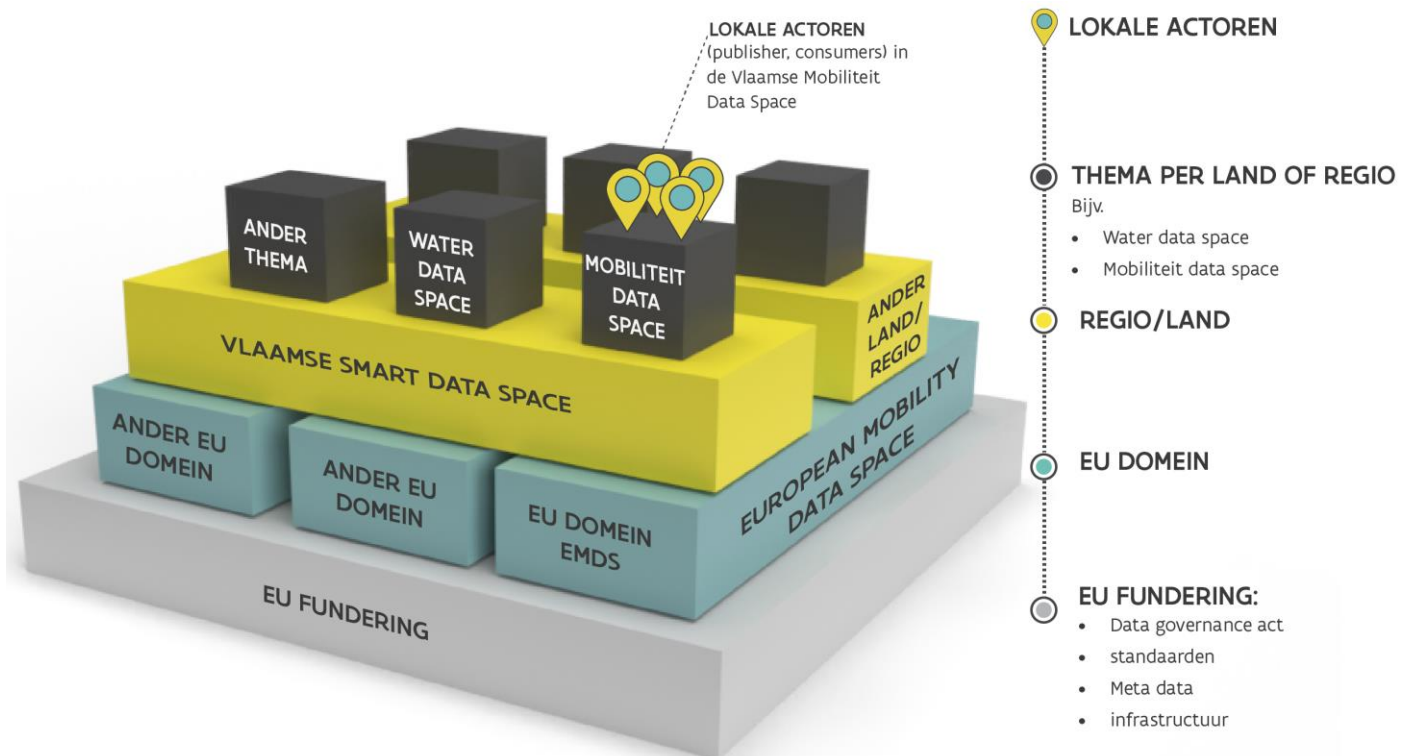 LOKALE ACTOREN
(publisher, consumers) in
de Vlaamse Mobiliteit
Data Space
ANDER
THEMA
WATER
DATA
SPACE
MOBILITEIT
DATA
SPACE
VLAAMSE SMART DATA SPACE
ANDER
LAND/
REGIO
ANDER EU
DOMEIN
ANDER EU
DOMEIN
EU DOMEIN
EMDS
EUROPEAN MOBILITY
DATA SPACE
EU FUNDERING
LOKALE ACTOREN
THEMA PER LAND OF REGIO
Bijv.
• Water data space
• Mobiliteit data space
REGIO/LAND
EU DOMEIN
EU FUNDERING:
• Data governance act
• standaarden
• Meta data
• infrastructuur